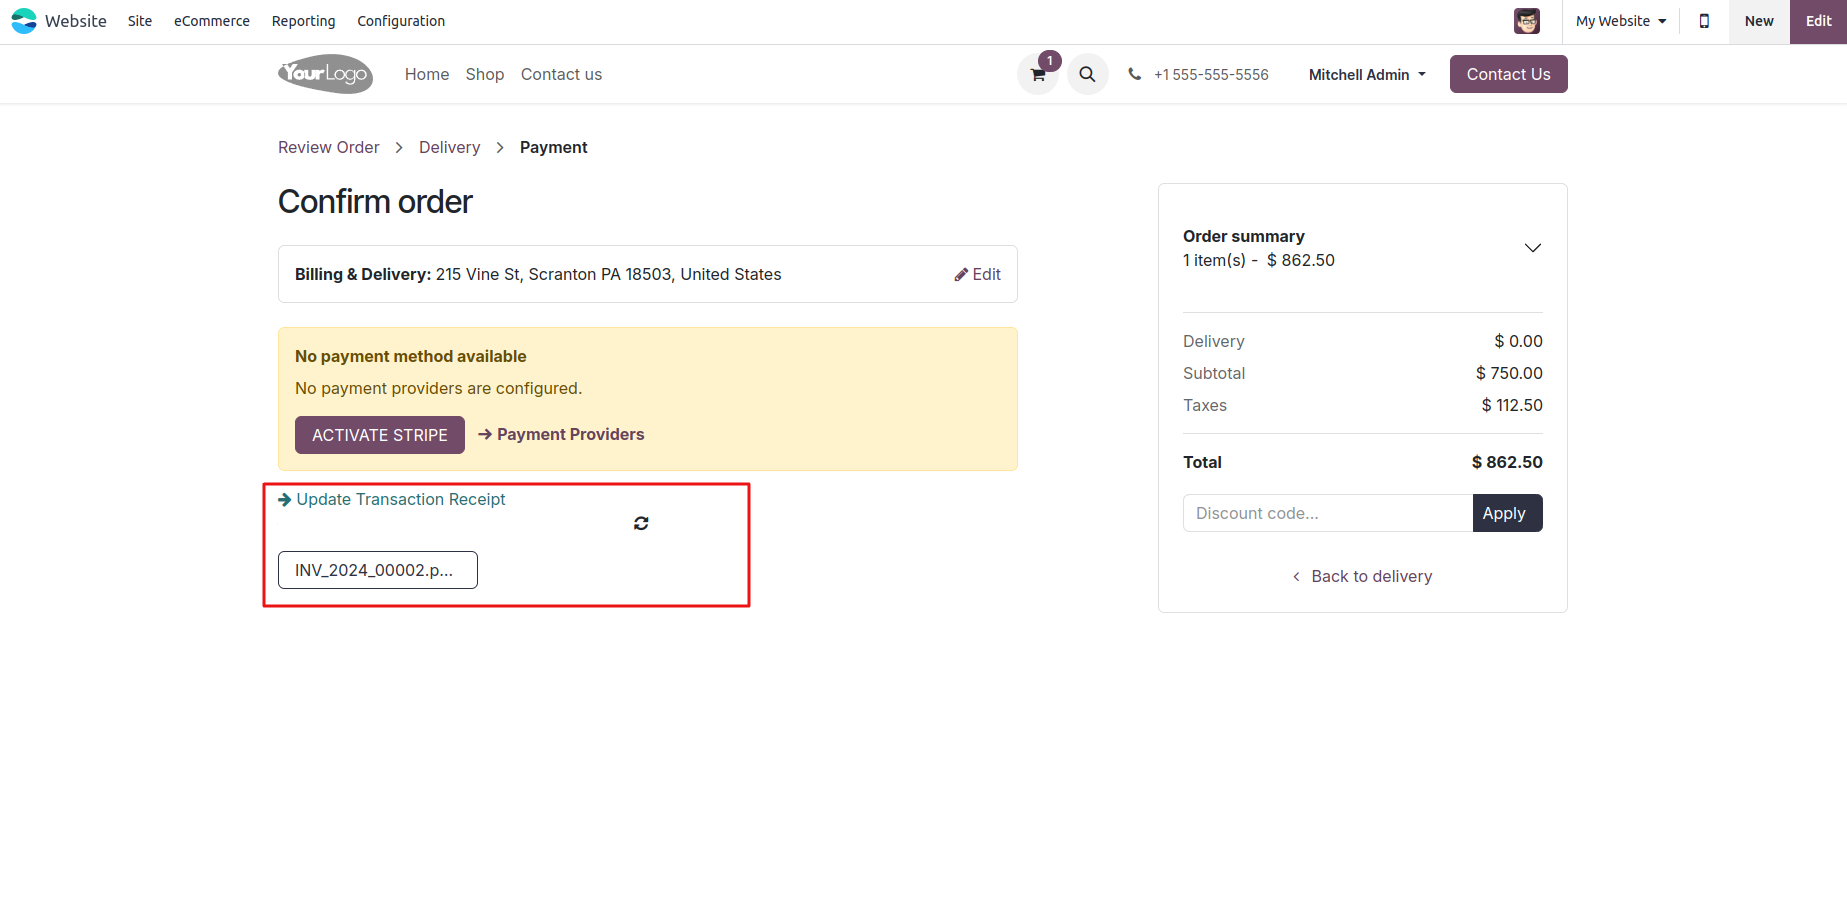 Website Site eCommerce Reporting Configuration My Website New Edit
YourLogo Home Shop Contact us 1 +1 555-555-5556 Mitchell Admin Contact Us
Review Order > Delivery > Payment
Confirm order
Billing & Delivery: 215 Vine St, Scranton PA 18503, United States Edit
No payment method available
No payment providers are configured.
ACTIVATE STRIPE Payment Providers
Update Transaction Receipt
INV_2024_00002.p...
Order summary
1 item(s) - $ 862.50
Delivery $ 0.00
Subtotal $ 750.00
Taxes $ 112.50
Total $ 862.50
Discount code... Apply
Back to delivery